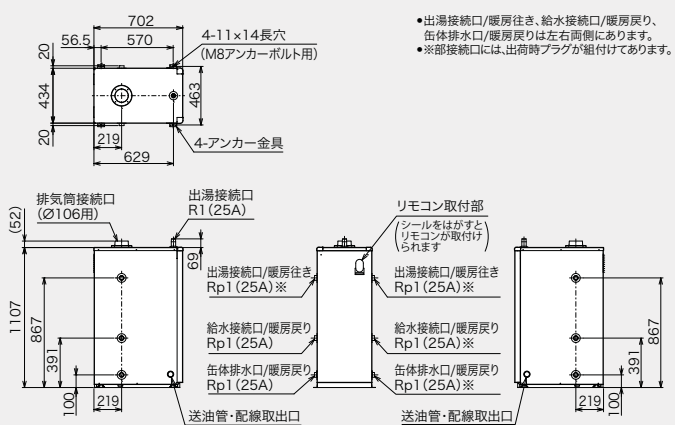 702
56.5
570
4-11×14長穴
(M8アンカーボルト用)
20
434
20
463
219
629
4-アンカー金具
●出湯接続口/暖房往き、給水接続口/暖房戻り、
缶体排水口/暖房戻りは左右両側にあります。
●※部接続口には、出荷時プラグが組付けてあります。
排気筒接続口
(Ø106用)
出湯接続口
R1(25A)
(52)
69
1107
867
391
100
219
送油管・配線取出口
リモコン取付部
(シールをはがすと
リモコンが取付け
られます)
出湯接続口/暖房往き
Rp1(25A)※
給水接続口/暖房戻り
Rp1(25A)
缶体排水口/暖房戻り
Rp1(25A)
出湯接続口/暖房往き
Rp1(25A)※
給水接続口/暖房戻り
Rp1(25A)※
缶体排水口/暖房戻り
Rp1(25A)※
867
391
100
219
送油管・配線取出口